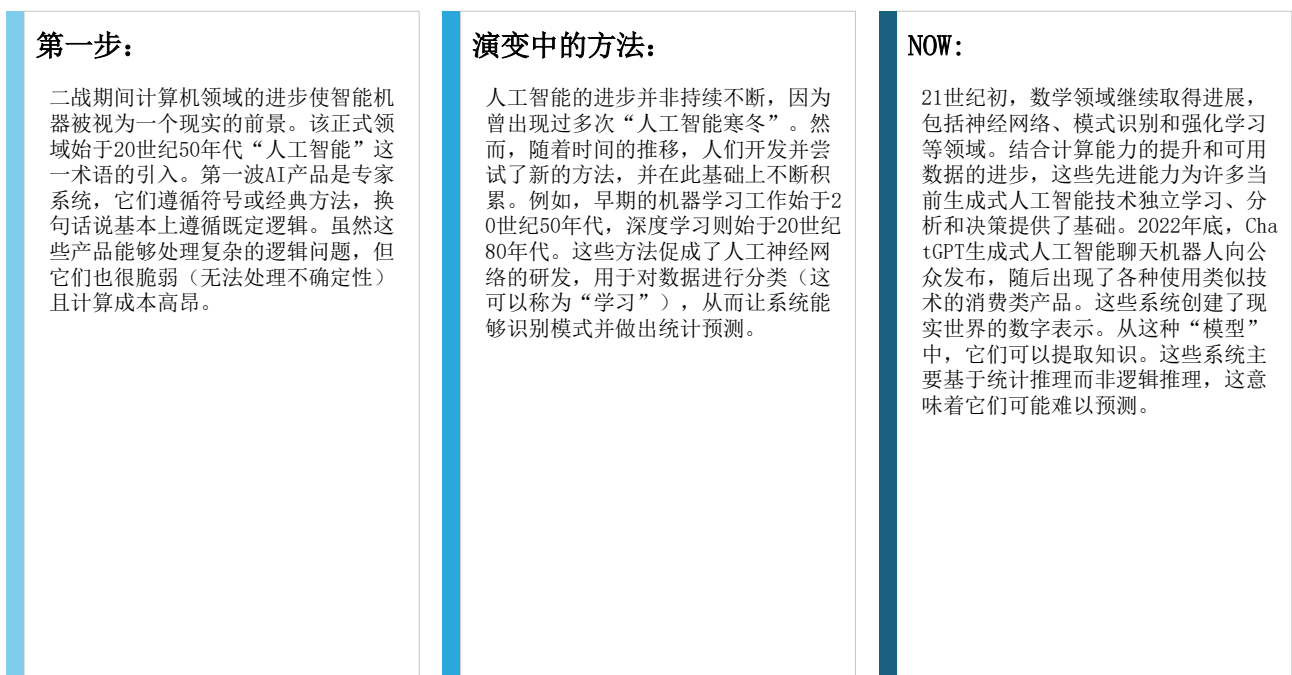 第一步：
二战期间计算机领域的进步使智能机
器被视为一个现实的前景。该正式领
域始于20世纪50年代“人工智能”这
一术语的引入。第一波AI产品是专家
系统，它们遵循符号或经典方法，换
句话说基本上遵循既定逻辑。虽然这
些产品能够处理复杂的逻辑问题，但
它们也很脆弱（无法处理不确定性）
且计算成本高昂。
演变中的方法：
人工智能的进步并非持续不断，因为
曾出现过多次“人工智能寒冬”。然
而，随着时间的推移，人们开发并尝
试了新的方法，并在此基础上不断积
累。例如，早期的机器学习工作始于2
0世纪50年代，深度学习则始于20世纪
80年代。这些方法促成了人工神经网
络的研发，用于对数据进行分类（这
可以称为“学习”），从而让系统能
够识别模式并做出统计预测。
NOW:
21世纪初，数学领域继续取得进展，
包括神经网络、模式识别和强化学习
等领域。结合计算能力的提升和可用
数据的进步，这些先进能力为许多当
前生成式人工智能技术独立学习、分
析和决策提供了基础。2022年底，Cha
tGPT生成式人工智能聊天机器人向公
众发布，随后出现了各种使用类似技
术的消费类产品。这些系统创建了现
实世界的数字表示。从这种“模型”
中，它们可以提取知识。这些系统主
要基于统计推理而非逻辑推理，这意
味着它们可能难以预测。